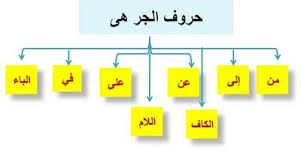 حروف الجر هى
من
إلى
عن
على
في
الباء
الكاف
اللام